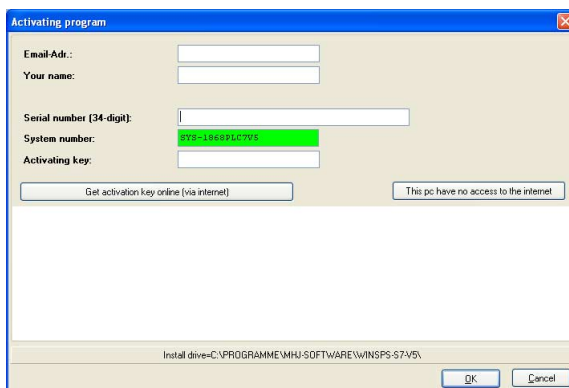 Activating program
Email-Adr.:
Your name:
Serial number (34-digit):
System number: SYS-1868PLC7V5
Activating key:
Get activation key online (via internet) This pc have no access to the internet
Install drive=C:\PROGRAMME\MHJ-SOFTWARE\WINSPS-S7-V5\
OK Cancel